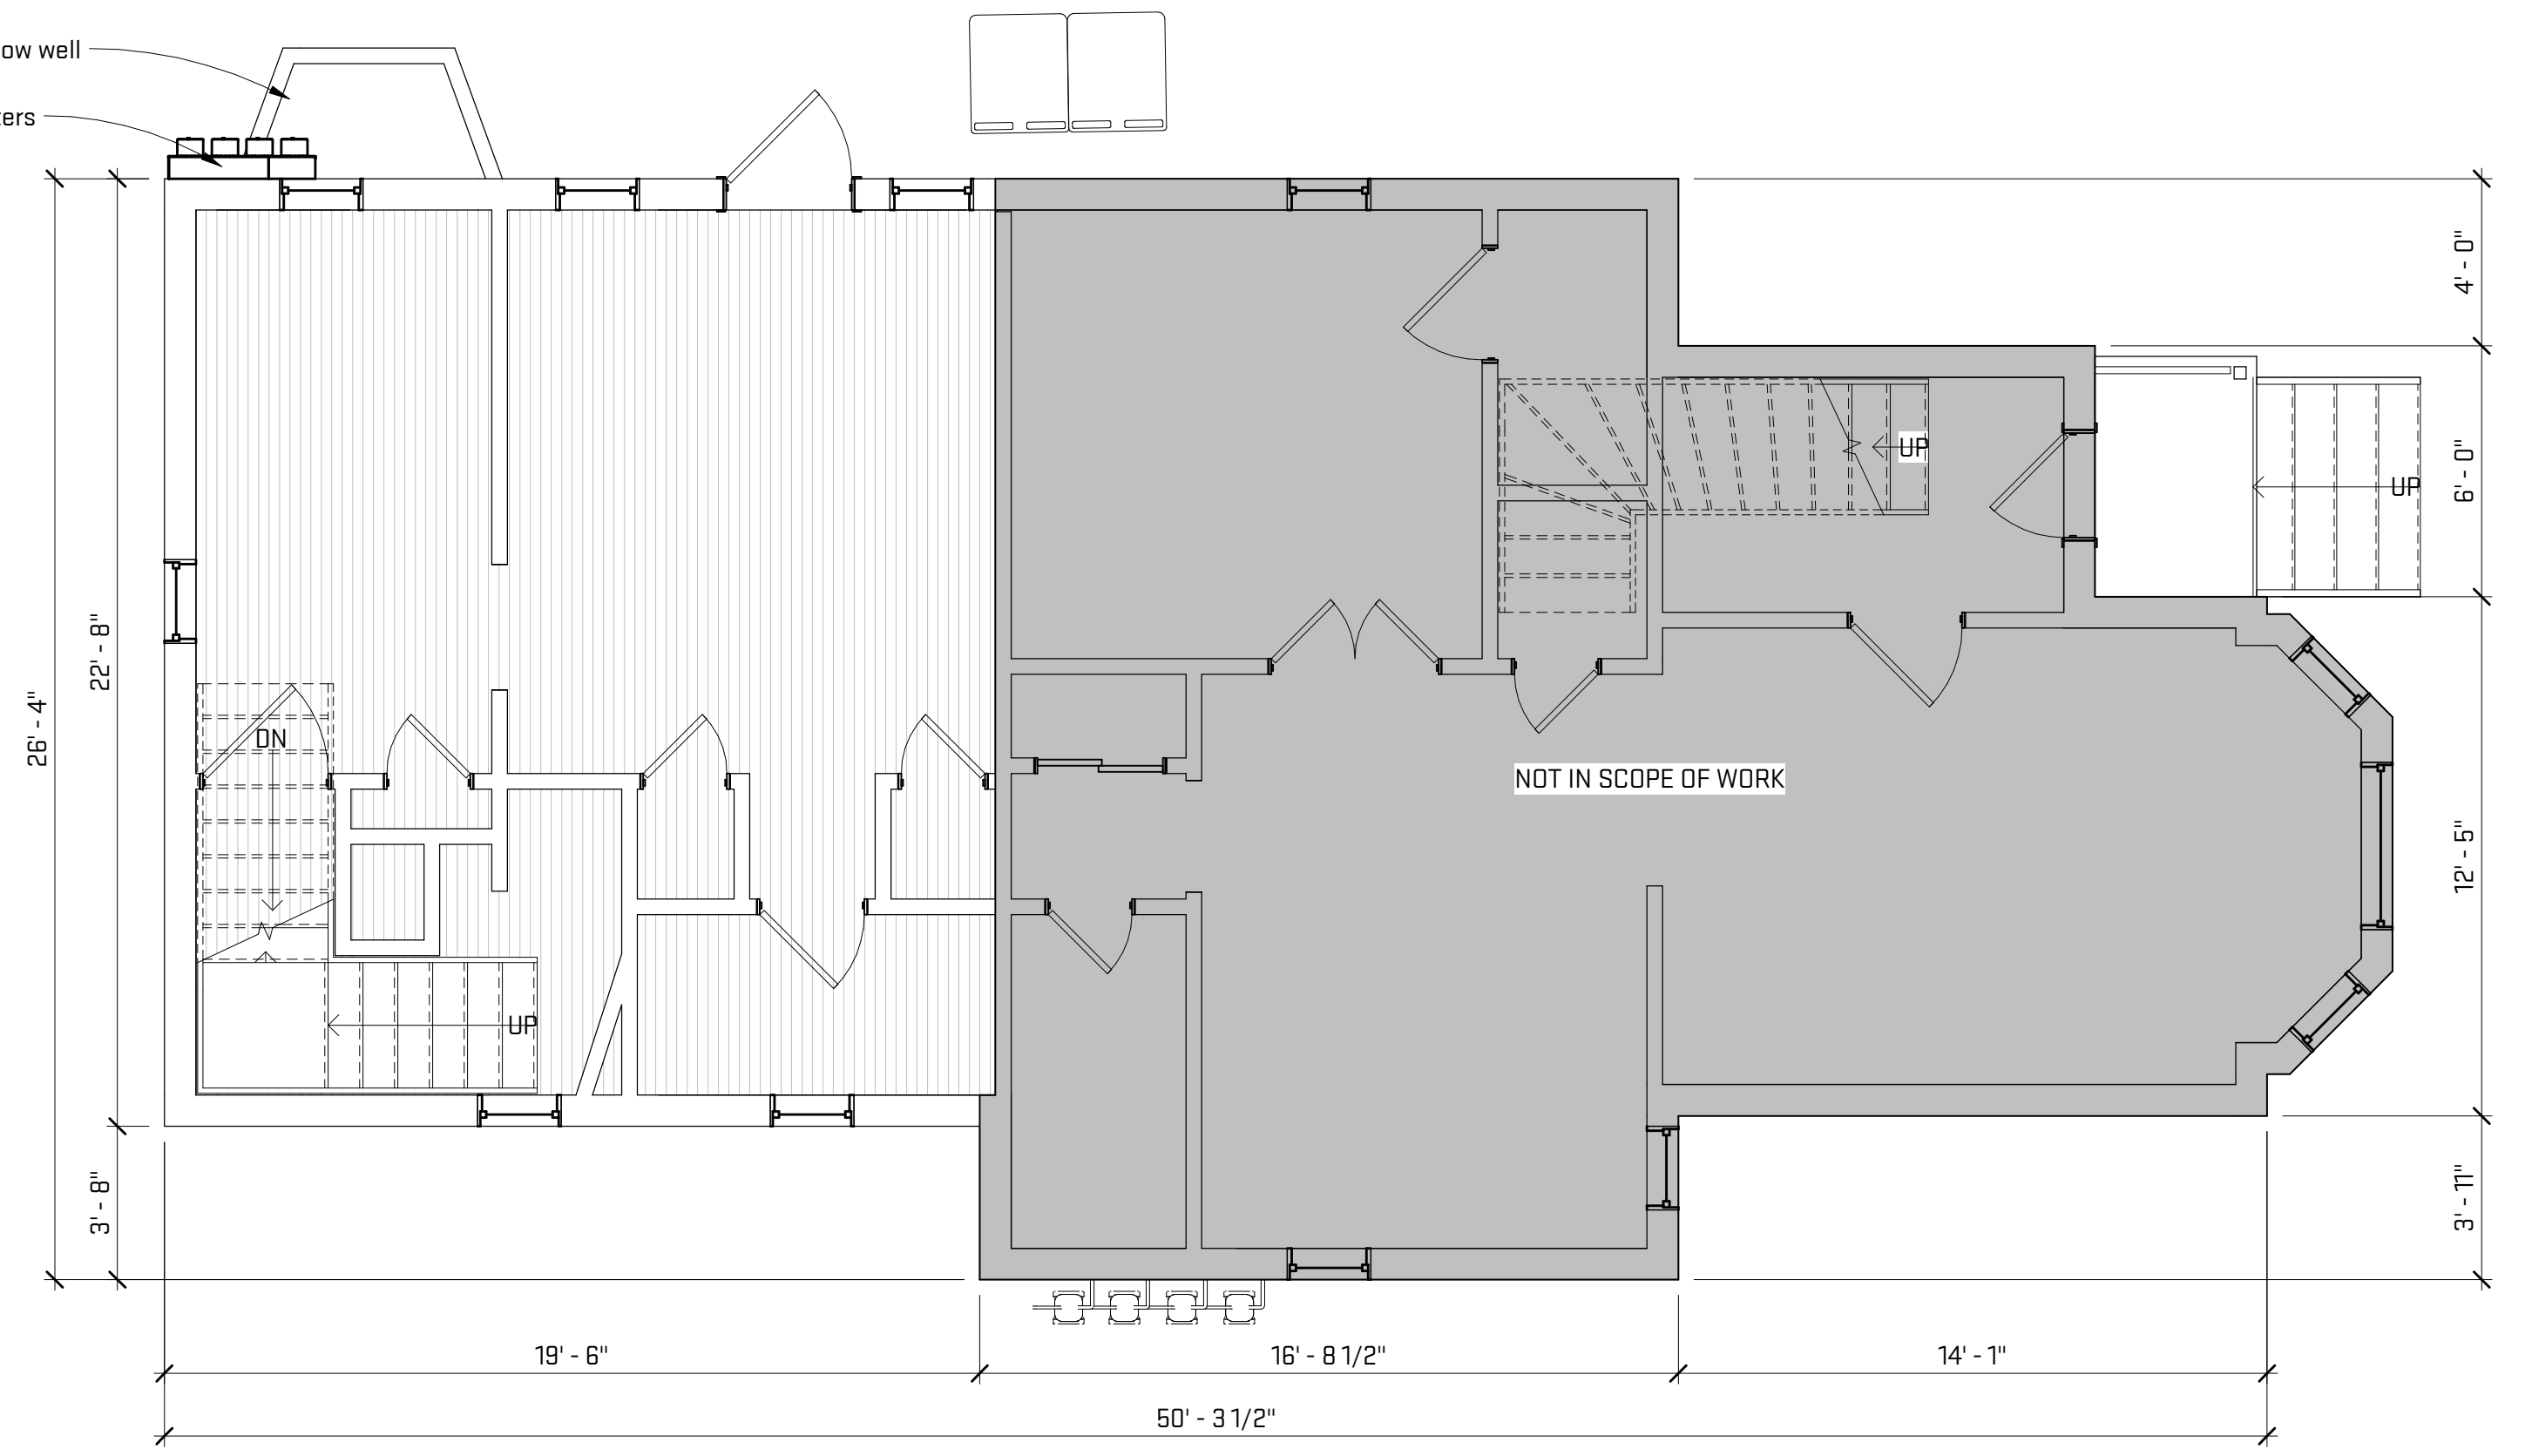 ow well
ters
4' - 0"
UP
6' - 0"
UP
22' - 8"
26' - 4"
DN
NOT IN SCOPE OF WORK
12' - 5"
UP
3' - 8"
3' - 11"
19' - 6"
16' - 8 1/2"
14' - 1"
50' - 3 1/2"